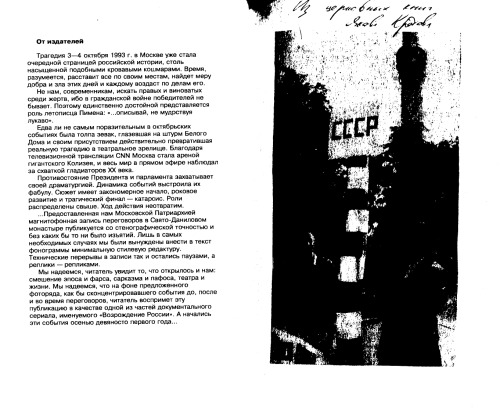 От издателей
Трагедия 3—4 октября 1993 г. в Москве уже стала
очередной страницей российской истории, столь
насыщенной подобными кровавыми кошмарами. Время,
разумеется, расставит все по своим местам, найдет меру
добра и зла этих дней и каждому воздаст по делам его.
Не нам, современникам, искать правых и виноватых
среди жертв, ибо в гражданской войне победителей не
бывает. Поэтому единственно достойной представляется
роль летописца Пимена: "...описывай, не мудрствуя
лукаво".
Едва ли не самым поразительным в октябрьских
событиях была толпа зевак, глазевшая на штурм Белого
Дома и своим присутствием действительно превратившая
реальную трагедию в театральное зрелище. Благодаря
телевизионной трансляции CNN Москва стала ареной
гигантского Колизея, и весь мир в прямом эфире наблюдал
за схваткой гладиаторов XX века.
Противостояние Президента и парламента захватывает
своей драматургией. Динамика событий выстроила их
фабулу. Сюжет имеет закономерное начало, роковое
развитие и трагический финал — катарсис. Роли
распределены свыше. Ход действия неотвратим.
...Предоставленная нам Московской Патриархией
магнитофонная запись переговоров в Свято-Даниловом
монастыре публикуется со стенографической точностью и
без каких бы то ни было изъятий. Лишь в самых
необходимых случаях мы были вынуждены внести в текст
фонограммы минимальную стилевую редактуру.
Технические перерывы в записи так и остались паузами, а
реплики — репликами.
Мы надеемся, читатель увидит то, что открылось и нам:
смешение эпоса и фарса, сарказма и пафоса, театра и
жизни. Мы надеемся, что на фоне предложенного
фоторяда, как бы сконцентрировавшего события до, после
и во время переговоров, читатель воспримет эту
публикацию в качестве одной из частей документального
сериала, именуемого «Возрождение России». А начались
эти события осенью девяносто первого года...
Из
книг
Якова
СССР